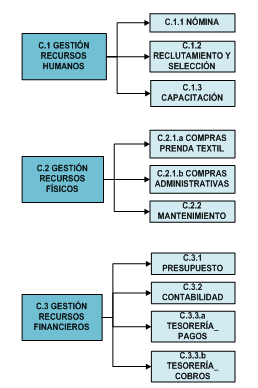 C.1 GESTIÓN
RECURSOS
HUMANOS
C.1.1 NÓMINA
C.1.2
RECLUTAMIENTO Y
SELECCIÓN
C.1.3
CAPACITACIÓN
C.2 GESTIÓN
RECURSOS
FÍSICOS
C.2.1.a COMPRAS
PRENDA TEXTIL
C.2.1.b COMPRAS
ADMINISTRATIVAS
C.2.2
MANTENIMIENTO
C.3 GESTIÓN
RECURSOS
FINANCIEROS
C.3.1
PRESUPUESTO
C.3.2
CONTABILIDAD
C.3.3.a
TESORERÍA_
PAGOS
C.3.3.b
TESORERÍA_
COBROS